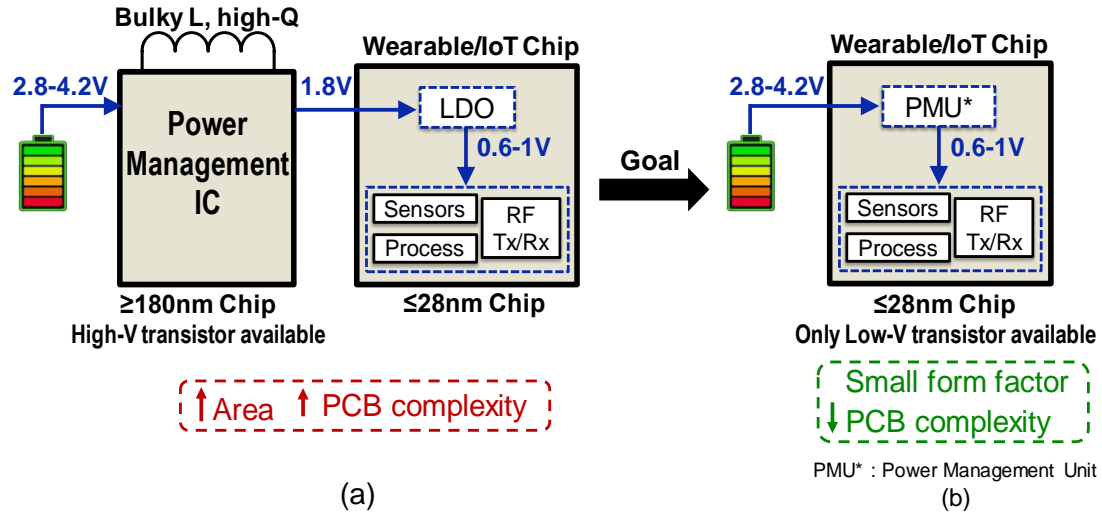 Bulky L, high-Q
2.8-4.2V
Power
Management
IC
1.8V
≥180nm Chip
High-V transistor available
Wearable/IoT Chip
LDO
0.6-1V
Sensors
Process
RF
Tx/Rx
≤28nm Chip
↑Area ↑ PCB complexity
(a)
Goal
Wearable/IoT Chip
2.8-4.2V
PMU*
0.6-1V
Sensors
Process
RF
Tx/Rx
≤28nm Chip
Only Low-V transistor available
Small form factor
↓ PCB complexity
PMU* : Power Management Unit
(b)